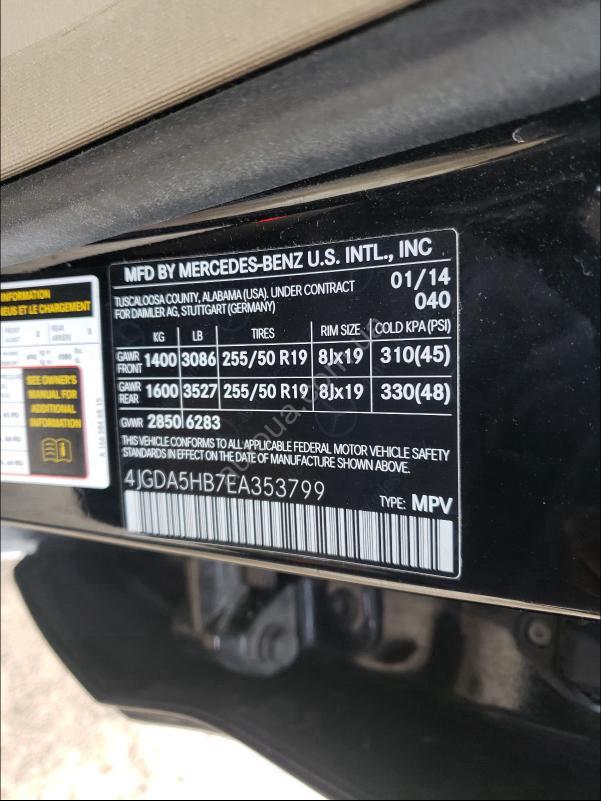 MFD BY MERCEDES-BENZ U.S. INTL., INC
TUSCALOOSA COUNTY, ALABAMA (USA). UNDER CONTRACT 01/14
FOR DAIMLER AG, STUTTGART (GERMANY) 040
KG LB TIRES RIM SIZE COLD KPA (PSI)
GAWR FRONT 1400 3086 255/50 R19 8Jx19 310(45)
GAWR REAR 1600 3527 255/50 R19 8Jx19 330(48)
GVWR 2850 6283
THIS VEHICLE CONFORMS TO ALL APPLICABLE FEDERAL MOTOR VEHICLE SAFETY
STANDARDS IN EFFECT ON THE DATE OF MANUFACTURE SHOWN ABOVE.
4JGDA5HB7EA353799
TYPE: MPV
INFORMATION
NEUS ET LE CHARGEMENT
SEE OWNER'S
MANUAL FOR
ADDITIONAL
INFORMATION